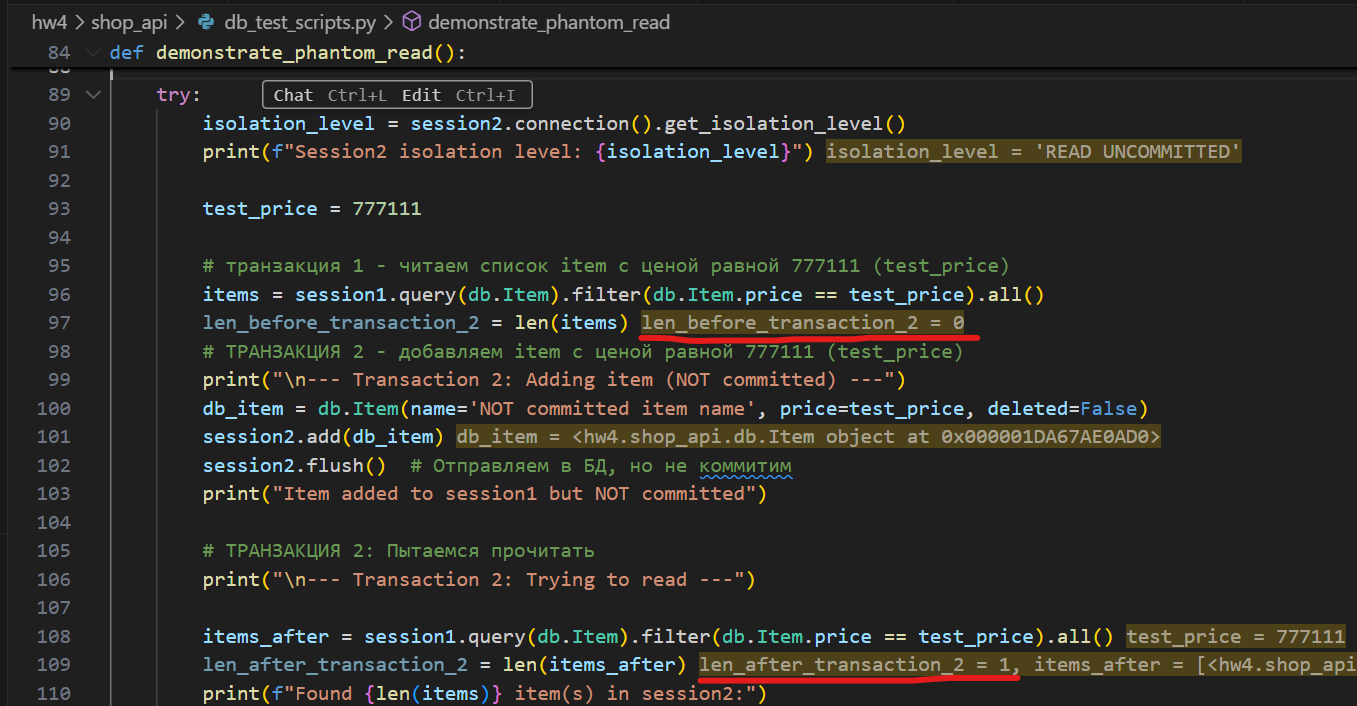 hw4 > shop_api > db_test_scripts.py > demonstrate_phantom_read
84 def demonstrate_phantom_read():
89 try: Chat Ctrl+L Edit Ctrl+I
90 isolation_level = session2.connection().get_isolation_level()
91 print(f"Session2 isolation level: {isolation_level}") isolation_level = 'READ UNCOMMITTED'
92
93 test_price = 777111
94
95 # транзакция 1 - читаем список item с ценой равной 777111 (test_price)
96 items = session1.query(db.Item).filter(db.Item.price == test_price).all()
97 len_before_transaction_2 = len(items) len_before_transaction_2 = 0
98 # ТРАНЗАКЦИЯ 2 - добавляем item с ценой равной 777111 (test_price)
99 print("\n--- Transaction 2: Adding item (NOT committed) ---")
100 db_item = db.Item(name='NOT committed item name', price=test_price, deleted=False)
101 session2.add(db_item) db_item = <hw4.shop_api.db.Item object at 0x000001DA67AE0AD0>
102 session2.flush() # Отправляем в БД, но не коммитим
103 print("Item added to session1 but NOT committed")
104
105 # ТРАНЗАКЦИЯ 2: Пытаемся прочитать
106 print("\n--- Transaction 2: Trying to read ---")
107
108 items_after = session1.query(db.Item).filter(db.Item.price == test_price).all() test_price = 777111
109 len_after_transaction_2 = len(items_after) len_after_transaction_2 = 1, items_after = [<hw4.shop_api
110 print(f"Found {len(items)} item(s) in session2:")